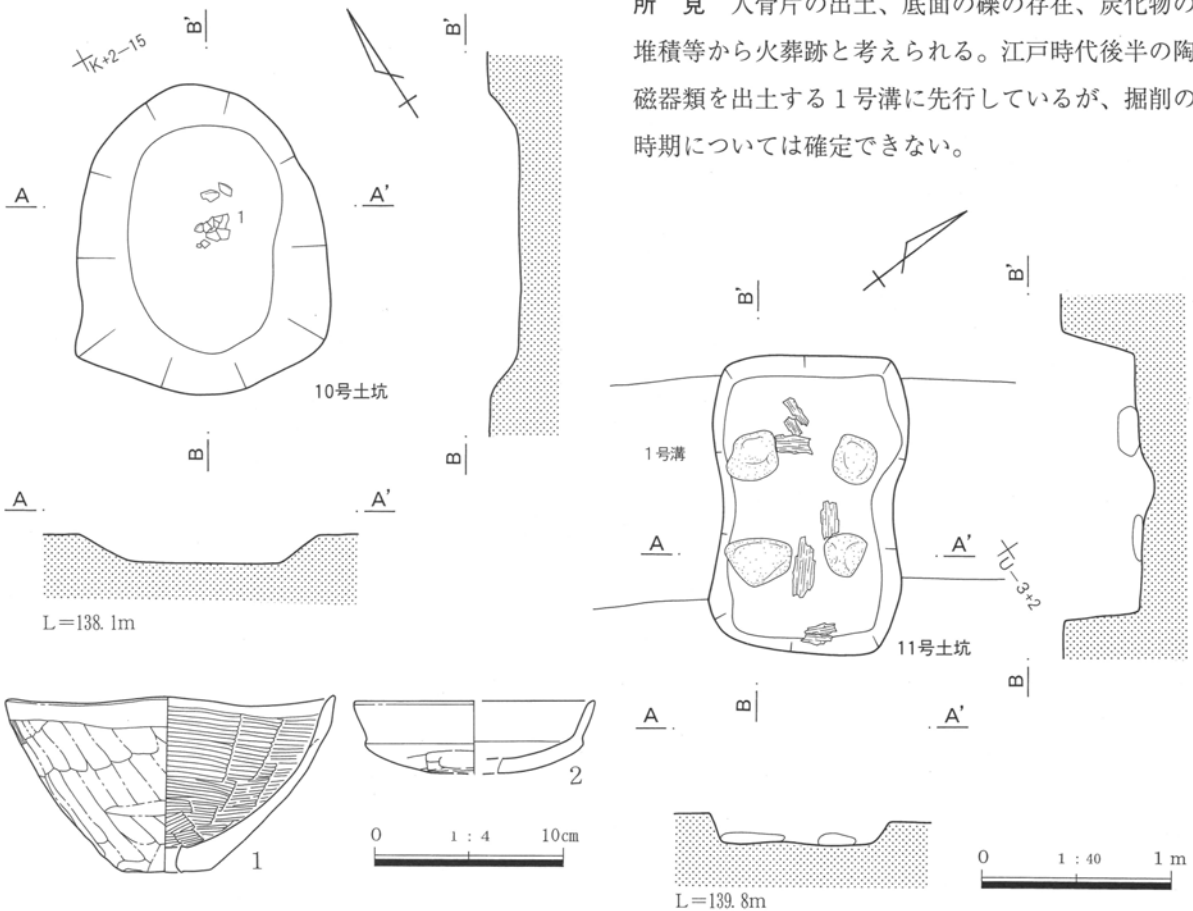 所　見　人骨片の出土、底面の礫の存在、炭化物の
堆積等から火葬跡と考えられる。江戸時代後半の陶
磁器類を出土する１号溝に先行しているが、掘削の
時期については確定できない。
K+2-15
B'
B'
A
A'
1
10号土坑
B
B'
A
A'
L=138.1m
1
2
0
1：4
10cm
B'
B'
1号溝
A
A'
U-3+2
11号土坑
B
B
A
A'
L=139.8m
0
1：40
1m